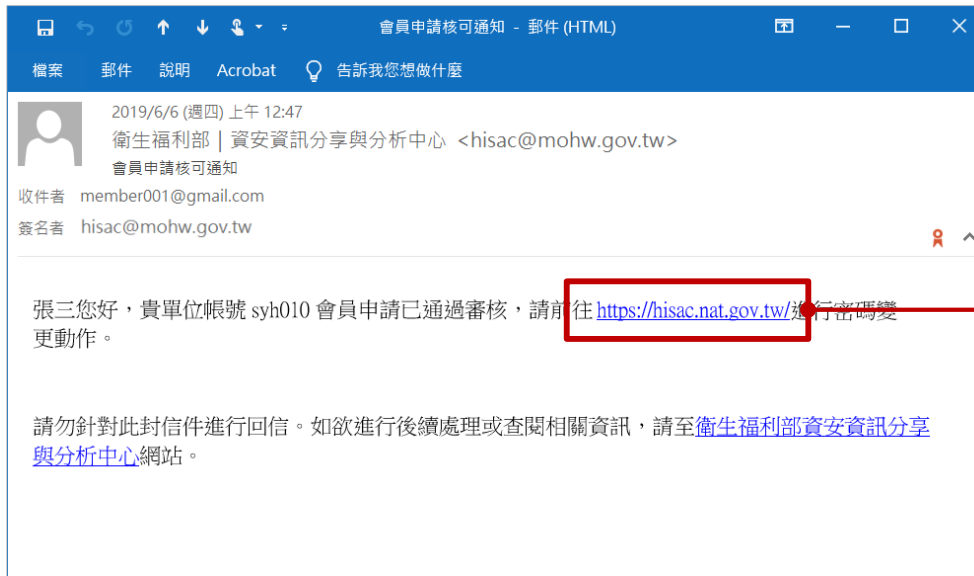 會員申請核可通知 - 郵件 (HTML)
檔案 郵件 說明 Acrobat 告訴我您想做什麼
2019/6/6 (週四) 上午 12:47
衛生福利部 | 資安資訊分享與分析中心 <hisac@mohw.gov.tw>
會員申請核可通知
收件者 member001@gmail.com
簽名者 hisac@mohw.gov.tw
張三您好，貴單位帳號 syh010 會員申請已通過審核，請前往 https://hisac.nat.gov.tw/進行密碼變
更動作。
請勿針對此封信件進行回信。如欲進行後續處理或查閱相關資訊，請至衛生福利部資安資訊分享
與分析中心網站。